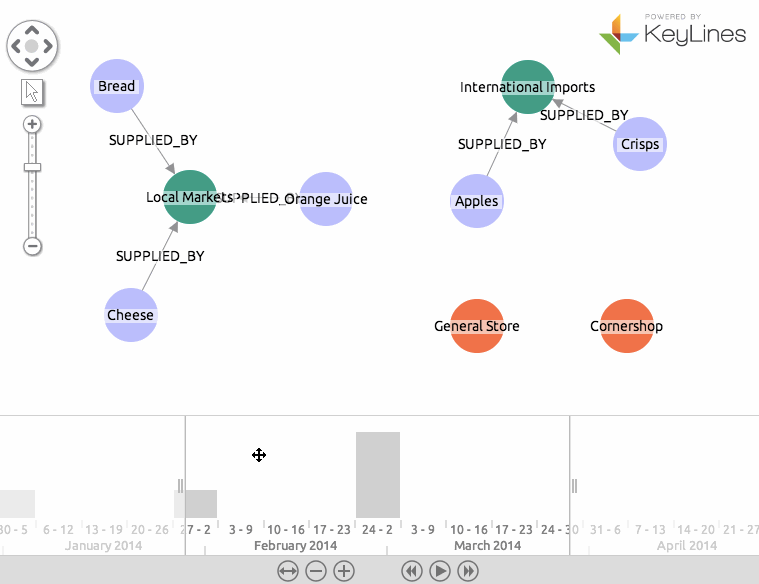 POWERED BY
KeyLines
Bread
International Imports
SUPPLIED_BY
SUPPLIED_BY
SUPPLIED_BY
Crisps
Local Markets
Orange Juice
Apples
SUPPLIED_BY
Cheese
General Store
Cornershop
30 - 5 6 - 12 13 - 19 20 - 26 27 - 2 3 - 9 10 - 16 17 - 23 24 - 2 3 - 9 10 - 16 17 - 23 24 - 30 31 - 6 7 - 13 14 - 20 21 - 27
January 2014 February 2014 March 2014 April 2014